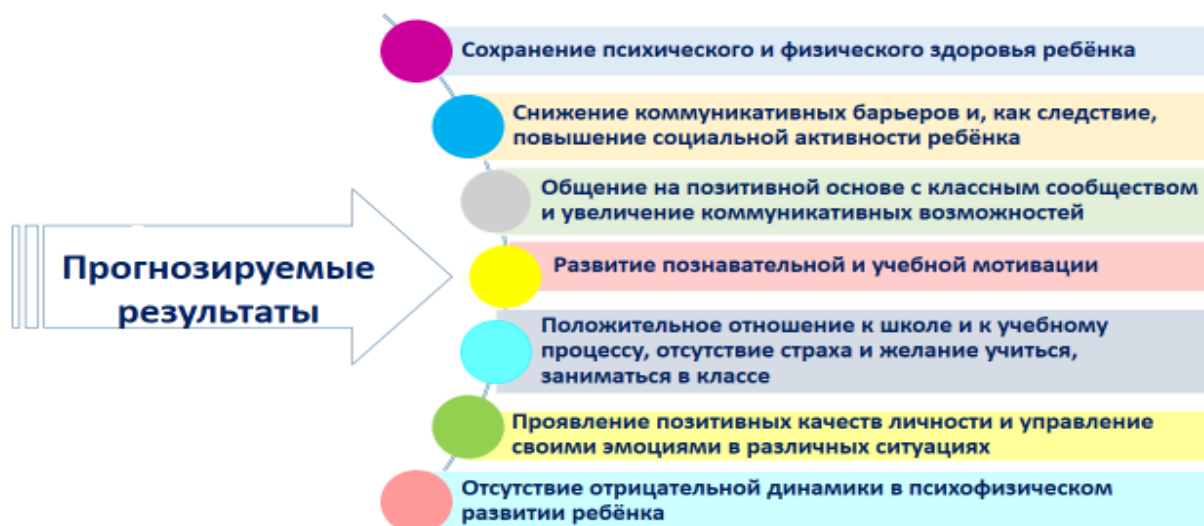 Прогнозируемые
результаты
Сохранение психического и физического здоровья ребёнка
Снижение коммуникативных барьеров и, как следствие,
повышение социальной активности ребёнка
Общение на позитивной основе с классным сообществом
и увеличение коммуникативных возможностей
Развитие познавательной и учебной мотивации
Положительное отношение к школе и к учебному
процессу, отсутствие страха и желание учиться,
заниматься в классе
Проявление позитивных качеств личности и управление
своими эмоциями в различных ситуациях
Отсутствие отрицательной динамики в психофизическом
развитии ребёнка